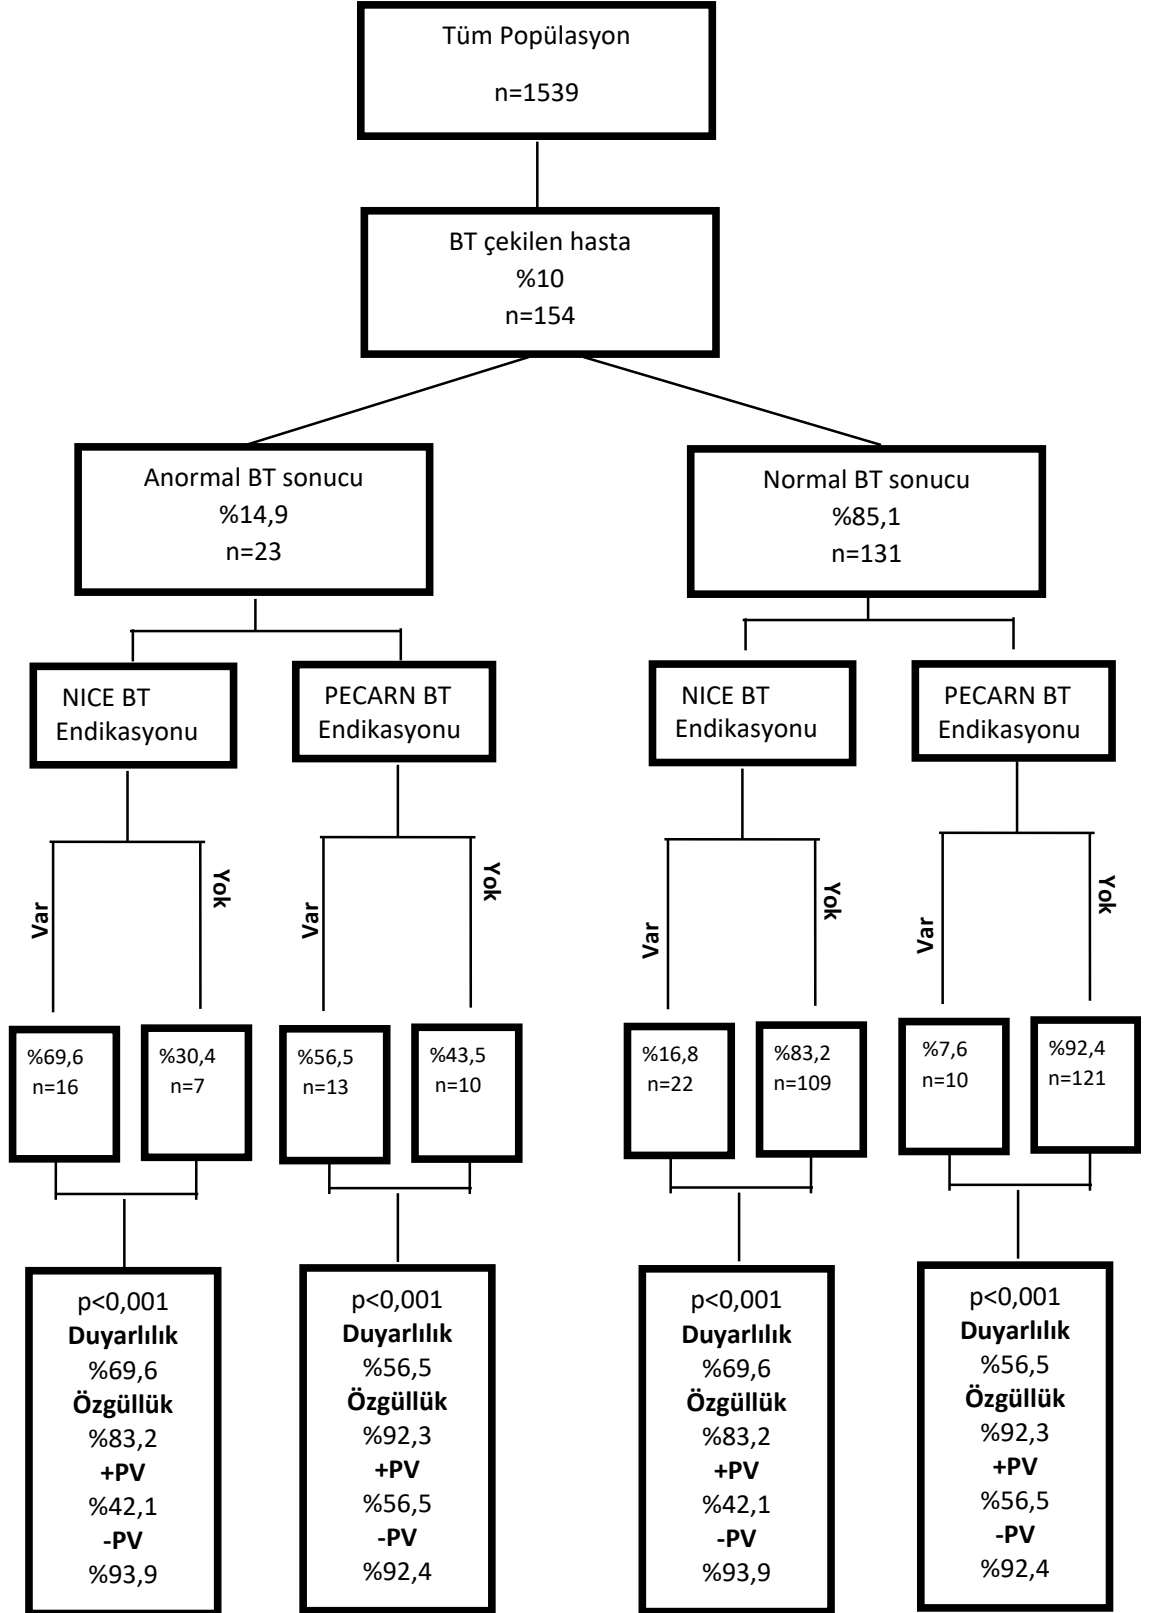 Tüm Popülasyon
n=1539
BT çekilen hasta
%10
n=154
Anormal BT sonucu
%14,9
n=23
Normal BT sonucu
%85,1
n=131
NICE BT
Endikasyonu
PECARN BT
Endikasyonu
NICE BT
Endikasyonu
PECARN BT
Endikasyonu
Var
Yok
Var
Yok
Var
Yok
Var
Yok
%69,6
n=16
%30,4
n=7
%56,5
n=13
%43,5
n=10
%16,8
n=22
%83,2
n=109
%7,6
n=10
%92,4
n=121
p<0,001
Duyarlılık
%69,6
Özgüllük
%83,2
+PV
%42,1
-PV
%93,9
p<0,001
Duyarlılık
%56,5
Özgüllük
%92,3
+PV
%56,5
-PV
%92,4
p<0,001
Duyarlılık
%69,6
Özgüllük
%83,2
+PV
%42,1
-PV
%93,9
p<0,001
Duyarlılık
%56,5
Özgüllük
%92,3
+PV
%56,5
-PV
%92,4